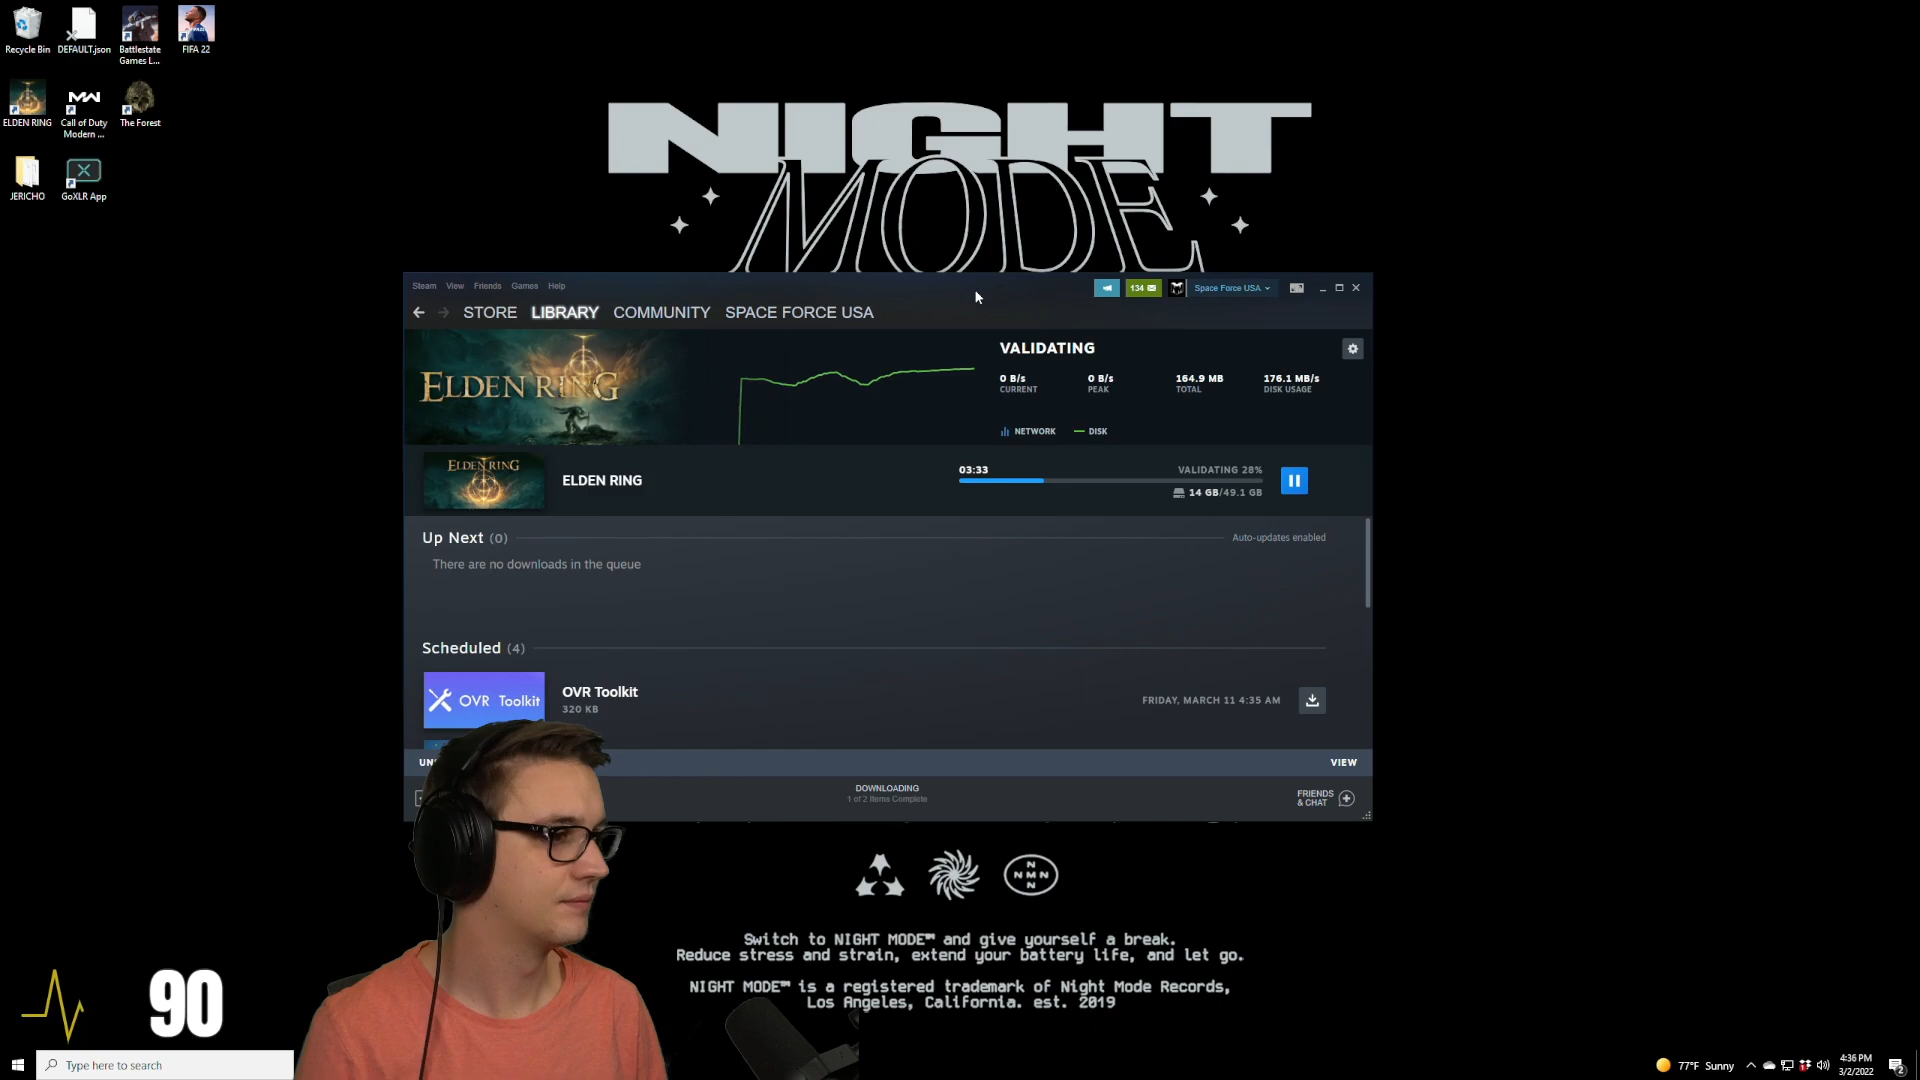 Recycle Bin
DEFAULT.json
Battlestate Games L...
FIFA 22
ELDEN RING
Call of Duty Modern ...
The Forest
JERICHO
GoXLR App
NIGHT
MODE
Steam View Friends Games Help
134
Space Force USA
STORE LIBRARY COMMUNITY SPACE FORCE USA
ELDEN RING
VALIDATING
0 B/s CURRENT
0 B/s PEAK
164.9 MB TOTAL
176.1 MB/s DISK USAGE
NETWORK DISK
ELDEN RING
ELDEN RING
03:33
VALIDATING 28%
14 GB/49.1 GB
Up Next (0)
Auto-updates enabled
There are no downloads in the queue
Scheduled (4)
OVR Toolkit
OVR Toolkit
320 KB
FRIDAY, MARCH 11 4:35 AM
VIEW
DOWNLOADING
1 of 2 Items Complete
FRIENDS
& CHAT
N
N M N
N
Switch to NIGHT MODE™ and give yourself a break.
Reduce stress and strain, extend your battery life, and let go.
NIGHT MODE™ is a registered trademark of Night Mode Records,
Los Angeles, California. est. 2019
90
Type here to search
77°F Sunny
4:36 PM
3/2/2022
2